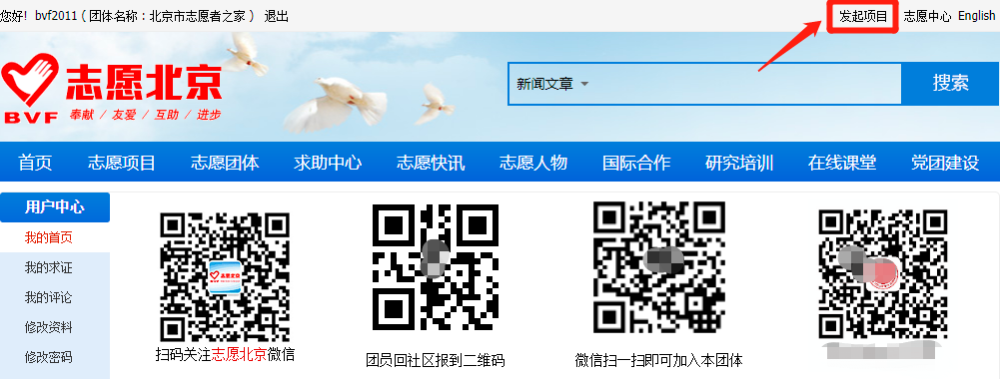 您好! bvf2011 ( 团体名称：北京市志愿者之家 ) 退出
发起项目 志愿中心 English
志愿北京
BVF 奉献 / 友爱 / 互助 / 进步
新闻文章
搜索
首页 志愿项目 志愿团体 求助中心 志愿快讯 志愿人物 国际合作 研究培训 在线课堂 党团建设
用户中心
我的首页
我的求证
我的评论
修改资料
修改密码
志愿北京
BVF
扫码关注志愿北京微信
团员回社区报到二维码
微信扫一扫即可加入本团体